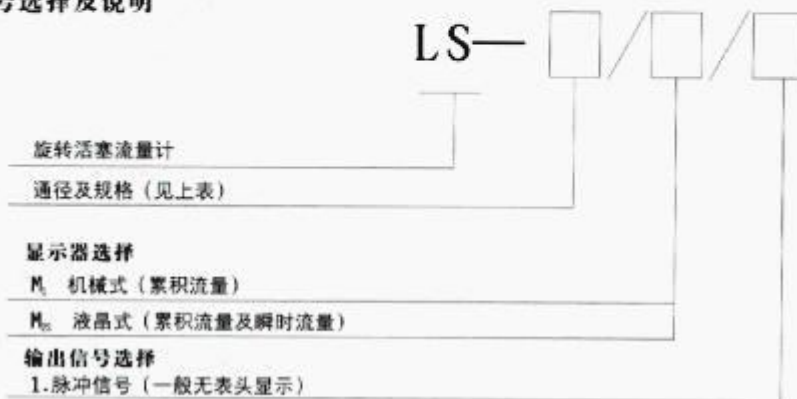 号选择及说明
LS— □/□/□
旋转活塞流量计
通径及规格（见上表）
显示器选择
M 机械式（累积流量）
M 液晶式（累积流量及瞬时流量）
输出信号选择
1.脉冲信号（一般无表头显示）